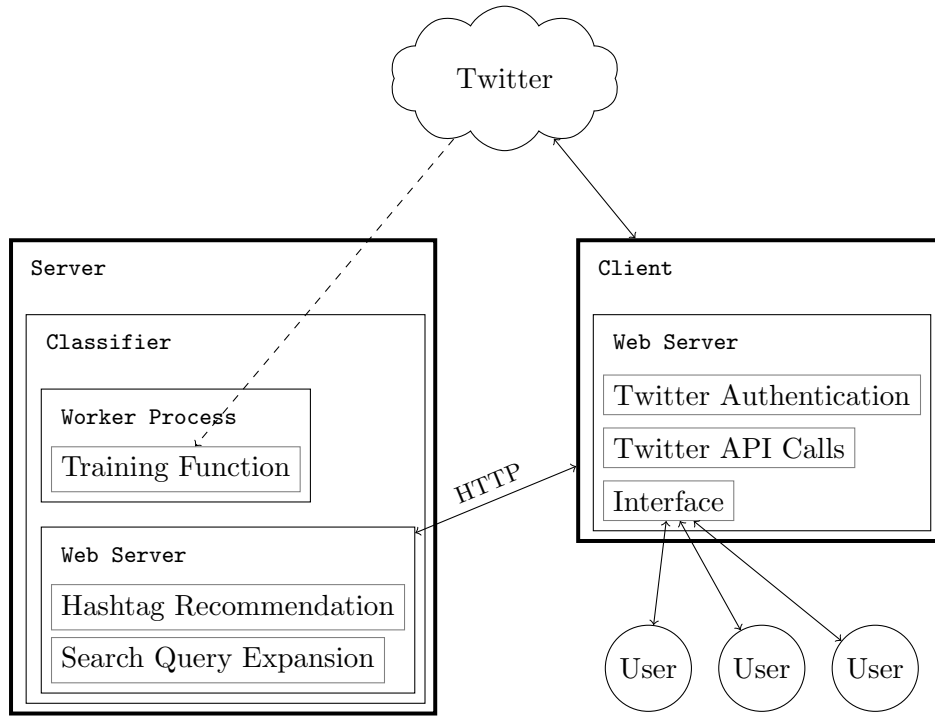 Twitter
Server
Classifier
Worker Process
Training Function
Web Server
Hashtag Recommendation
Search Query Expansion
HTTP
Client
Web Server
Twitter Authentication
Twitter API Calls
Interface
User
User
User